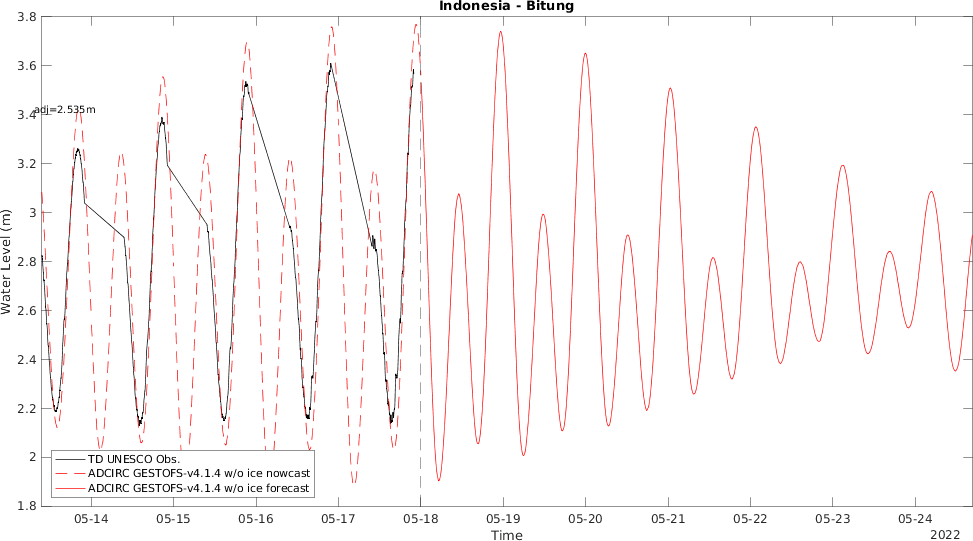 Indonesia - Bitung
3.8
3.6
3.4
3.2
3
2.8
2.6
2.4
2.2
2
1.8
adj=2.535m
Water Level (m)
TD UNESCO Obs.
ADCIRC GESTOFS-v4.1.4 w/o ice nowcast
ADCIRC GESTOFS-v4.1.4 w/o ice forecast
05-14 05-15 05-16 05-17 05-18 05-19 05-20 05-21 05-22 05-23 05-24
Time
2022